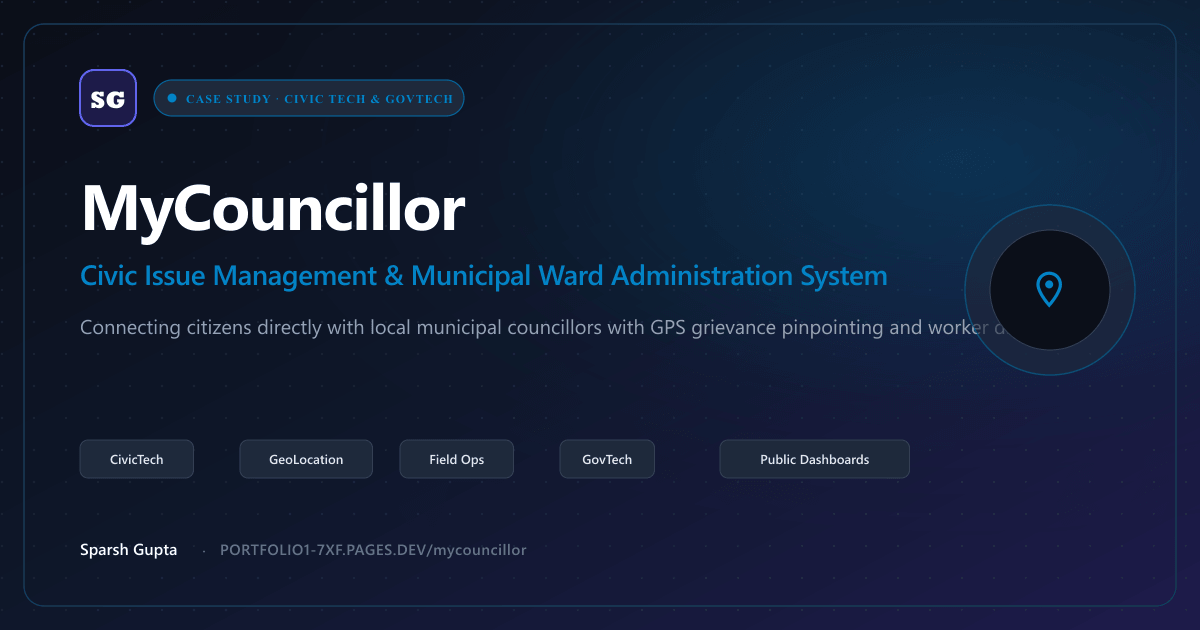 SG
CASE STUDY · CIVIC TECH & GOVTECH
MyCouncillor
Civic Issue Management & Municipal Ward Administration System
Connecting citizens directly with local municipal councillors with GPS grievance pinpointing and worker
CivicTech
GeoLocation
Field Ops
GovTech
Public Dashboards
Sparsh Gupta · PORTFOLIO1-7XF.PAGES.DEV/mycouncillor